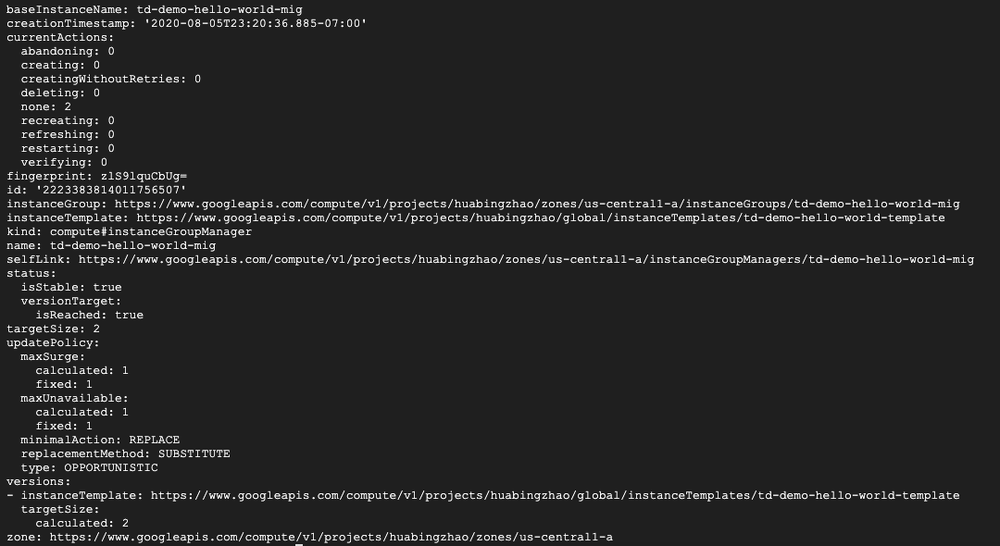 baseInstanceName: td-demo-hello-world-mig
creationTimestamp: '2020-08-05T23:20:36.885-07:00'
currentActions:
  abandoning: 0
  creating: 0
  creatingWithoutRetries: 0
  deleting: 0
  none: 2
  recreating: 0
  refreshing: 0
  restarting: 0
  verifying: 0
fingerprint: zlS9lquCbUg=
id: '2223383814011756507'
instanceGroup: https://www.googleapis.com/compute/v1/projects/huabingzhao/zones/us-central1-a/instanceGroups/td-demo-hello-world-mig
instanceTemplate: https://www.googleapis.com/compute/v1/projects/huabingzhao/global/instanceTemplates/td-demo-hello-world-template
kind: compute#instanceGroupManager
name: td-demo-hello-world-mig
selfLink: https://www.googleapis.com/compute/v1/projects/huabingzhao/zones/us-central1-a/instanceGroupManagers/td-demo-hello-world-mig
status:
  isStable: true
  versionTarget:
    isReached: true
targetSize: 2
updatePolicy:
  maxSurge:
    calculated: 1
    fixed: 1
  maxUnavailable:
    calculated: 1
    fixed: 1
  minimalAction: REPLACE
  replacementMethod: SUBSTITUTE
  type: OPPORTUNISTIC
versions:
- instanceTemplate: https://www.googleapis.com/compute/v1/projects/huabingzhao/global/instanceTemplates/td-demo-hello-world-template
  targetSize:
    calculated: 2
zone: https://www.googleapis.com/compute/v1/projects/huabingzhao/zones/us-central1-a